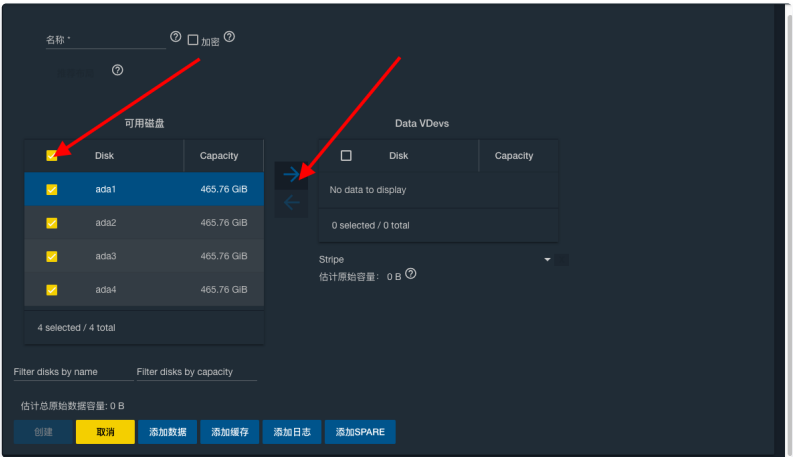 名称 *
加密
可用磁盘
Data VDevs
Disk Capacity
Disk Capacity
ada1 465.76 GiB
No data to display
ada2 465.76 GiB
0 selected / 0 total
ada3 465.76 GiB
Stripe
估计原始容量： 0 B
ada4 465.76 GiB
4 selected / 4 total
Filter disks by name Filter disks by capacity
估计总原始数据容量: 0 B
创建 取消 添加数据 添加缓存 添加日志 添加SPARE